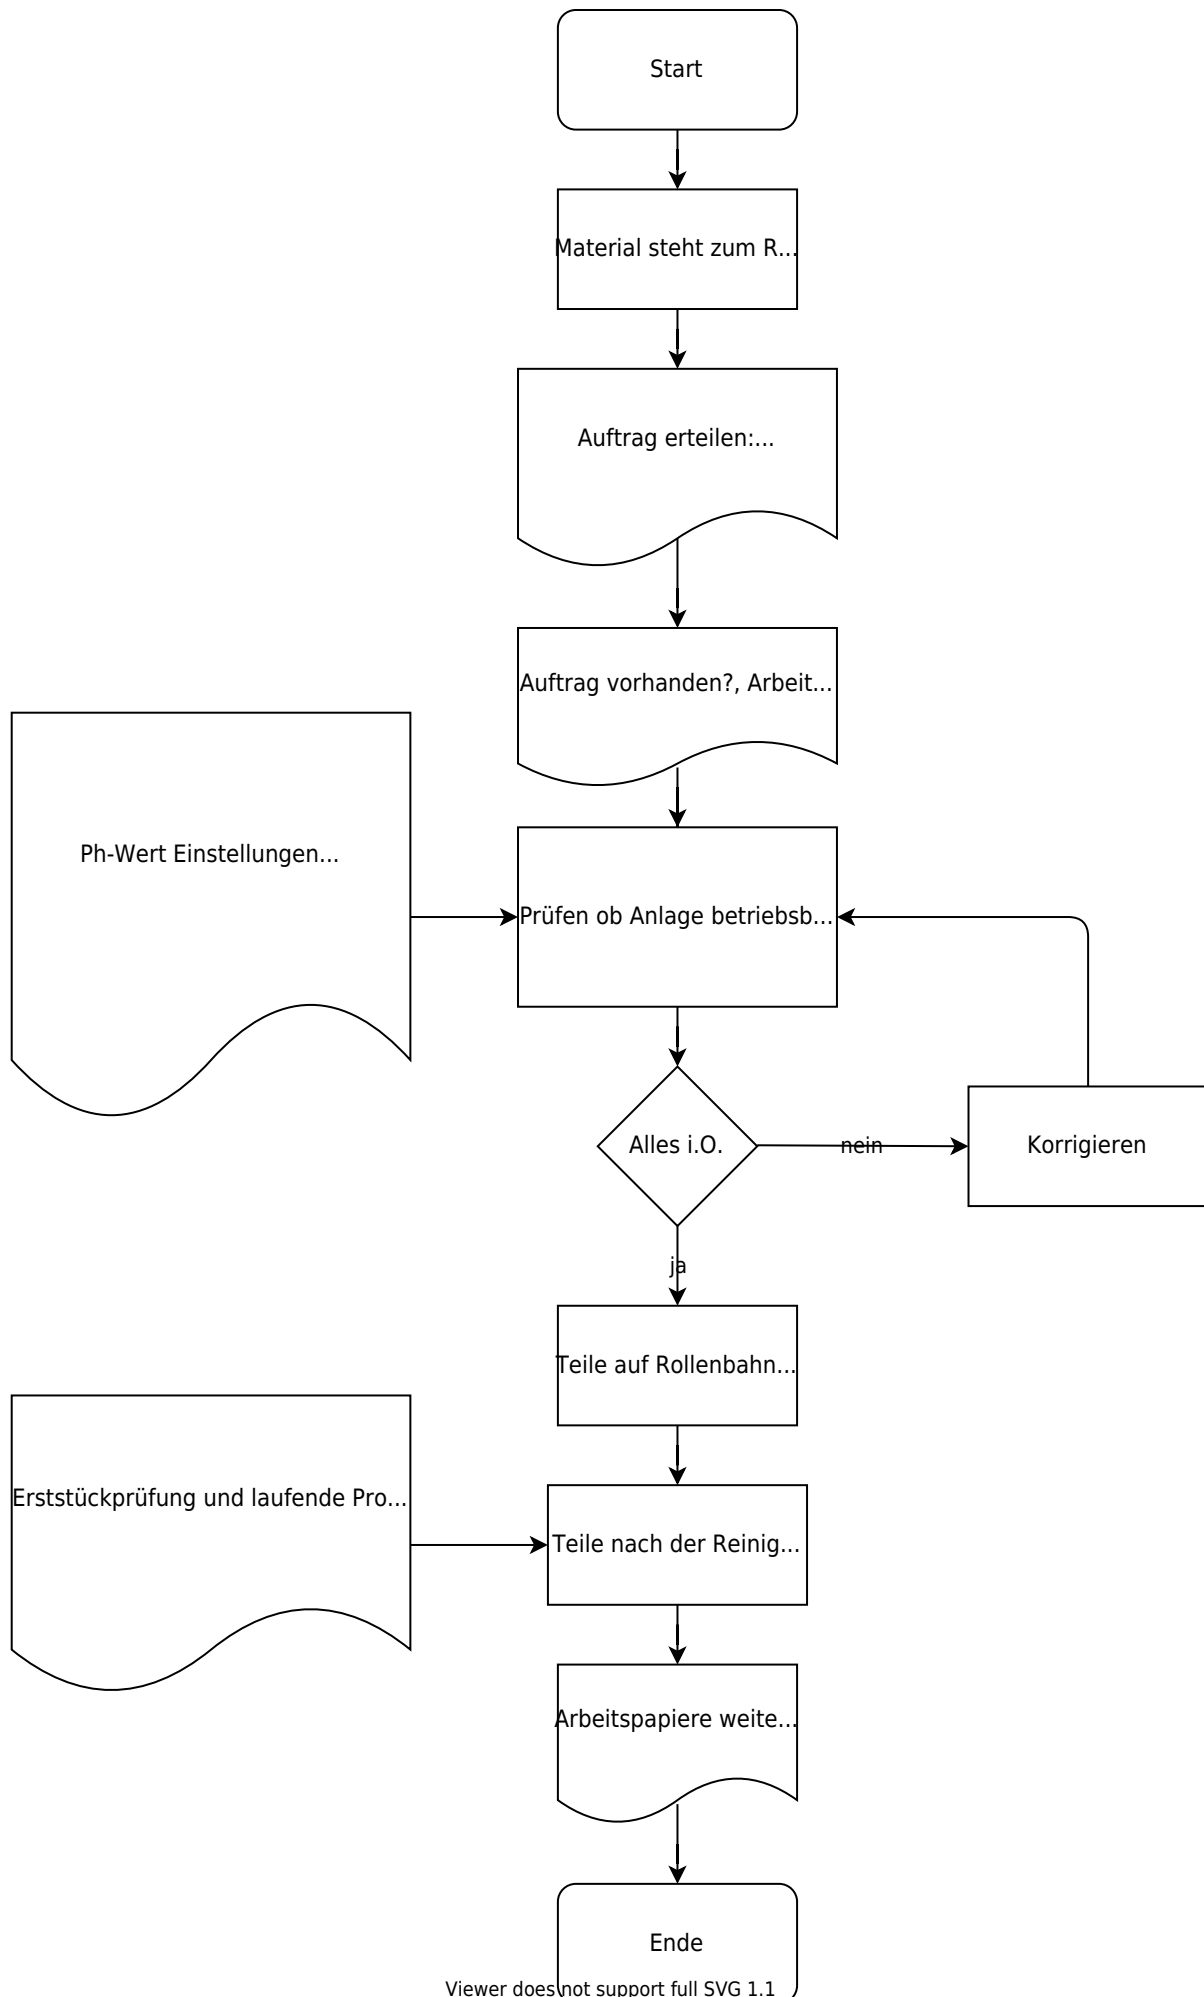 Start
Material steht zum R...
Auftrag erteilen:...
Auftrag vorhanden?, Arbeit...
Ph-Wert Einstellungen...
Prüfen ob Anlage betriebsb...
Alles i.O.
nein
Korrigieren
ja
Teile auf Rollenbahn...
Erststückprüfung und laufende Pro...
Teile nach der Reinig...
Arbeitspapiere weite...
Ende
Viewer does not support full SVG 1.1